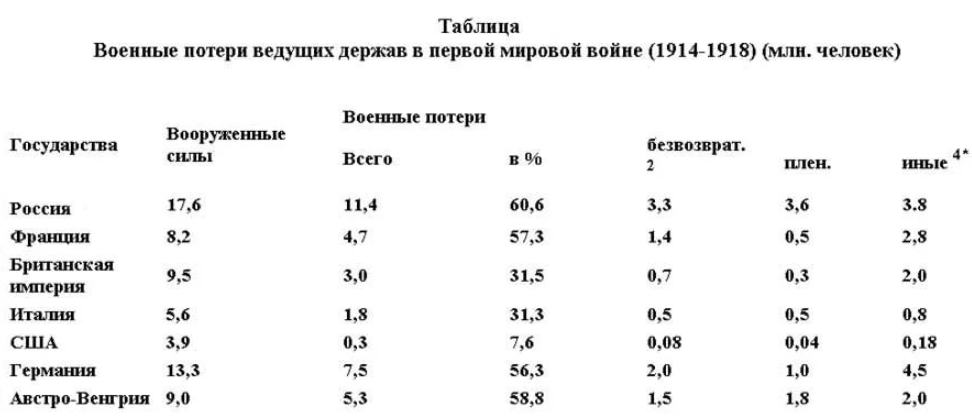 Таблица
Военные потери ведущих держав в первой мировой войне (1914-1918) (млн. человек)
Государства Вооруженные силы Военные потери безвозврат. 2 плен. иные 4*
Всего в %
Россия 17,6 11,4 60,6 3,3 3,6 3.8
Франция 8,2 4,7 57,3 1,4 0,5 2,8
Британская империя 9,5 3,0 31,5 0,7 0,3 2,0
Италия 5,6 1,8 31,3 0,5 0,5 0,8
США 3,9 0,3 7,6 0,08 0,04 0,18
Германия 13,3 7,5 56,3 2,0 1,0 4,5
Австро-Венгрия 9,0 5,3 58,8 1,5 1,8 2,0